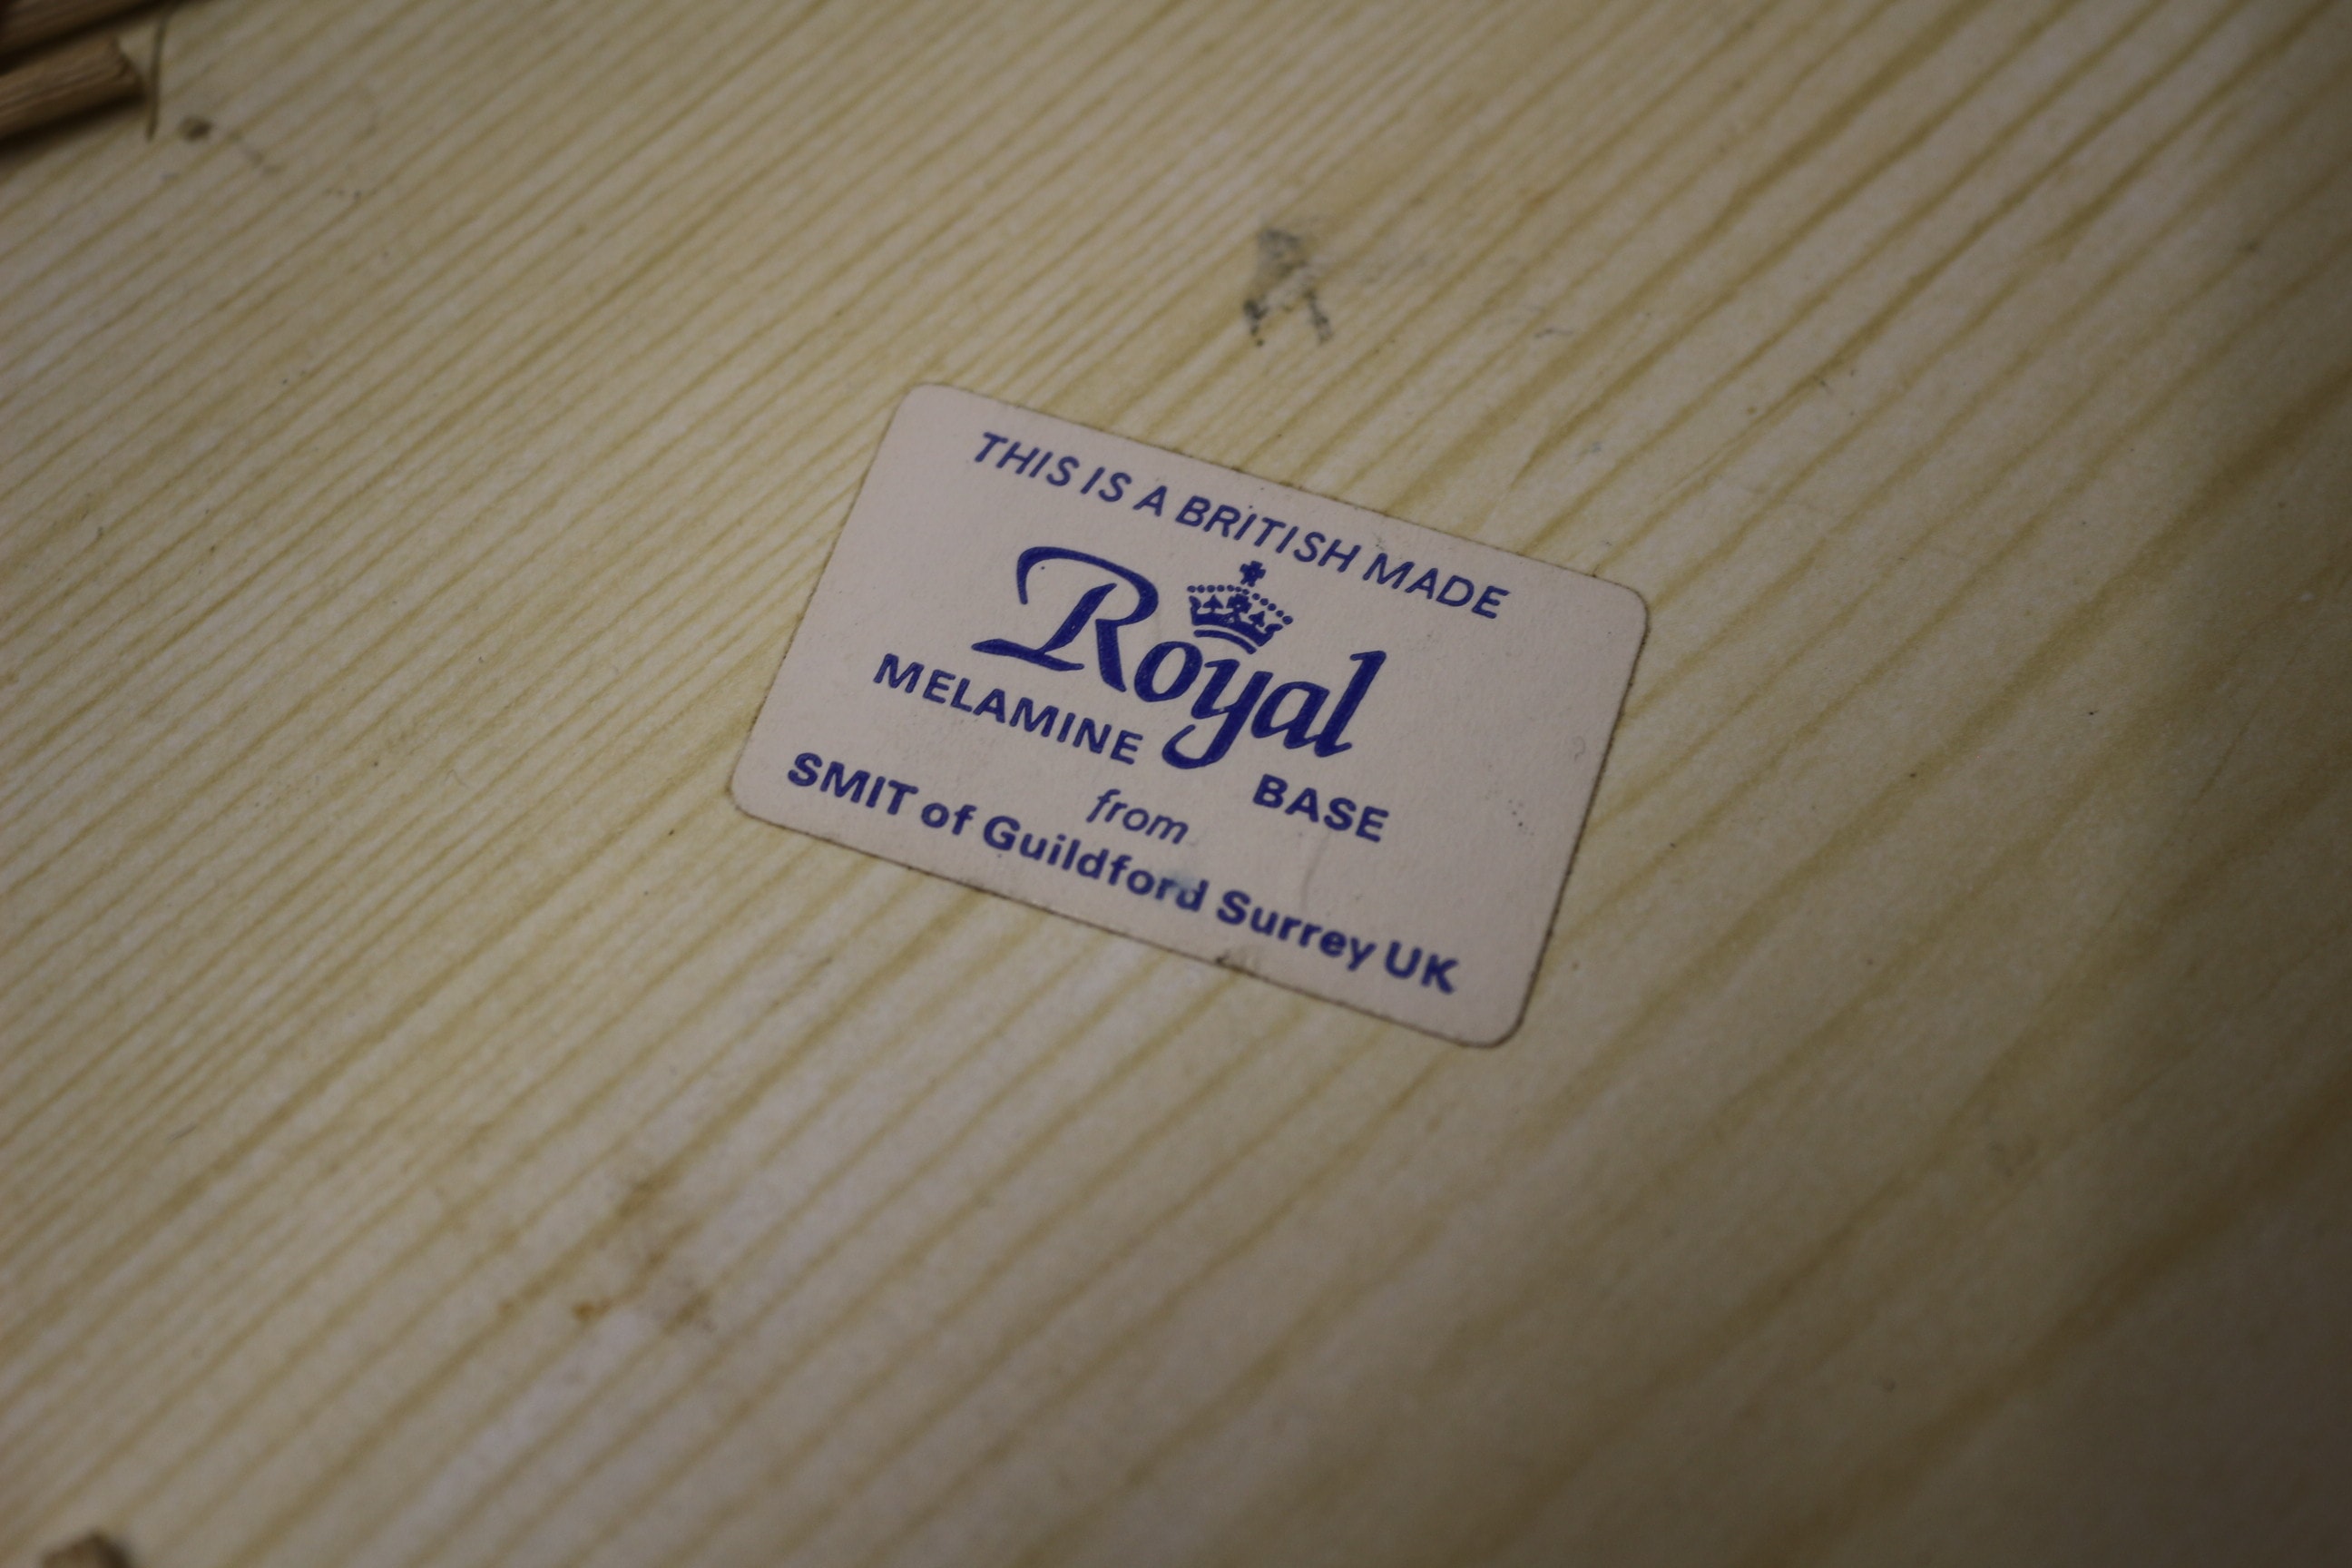 THIS IS A BRITISH MADE
Royal
MELAMINE BASE
from
SMIT of Guildford Surrey UK